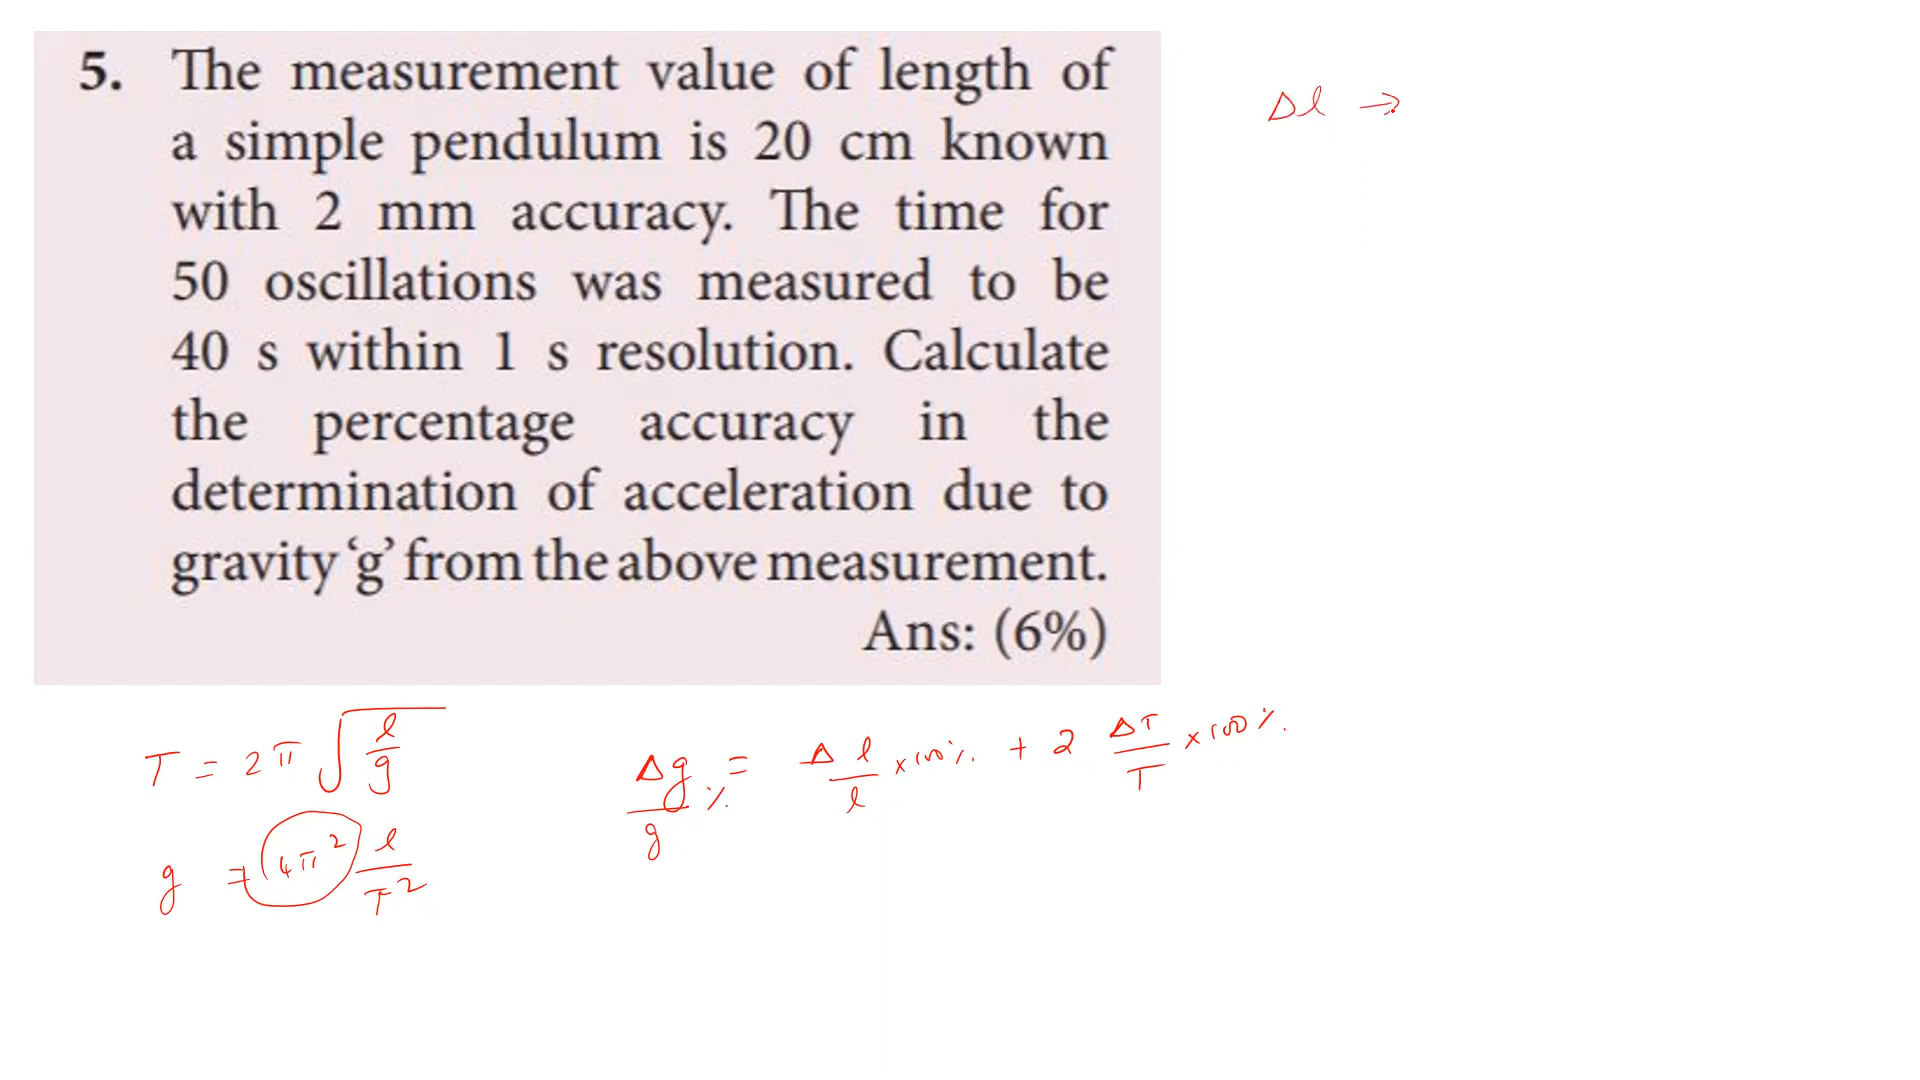 5. The measurement value of length of
a simple pendulum is 20 cm known
with 2 mm accuracy. The time for
50 oscillations was measured to be
40 s within 1 s resolution. Calculate
the percentage accuracy in the
determination of acceleration due to
gravity ‘g’ from the above measurement.
Ans: (6%)
Δl →
T = 2π √(l/g)
g = 4π² l/T²
Δg/g % = Δl/l × 100% + 2 ΔT/T × 100%.